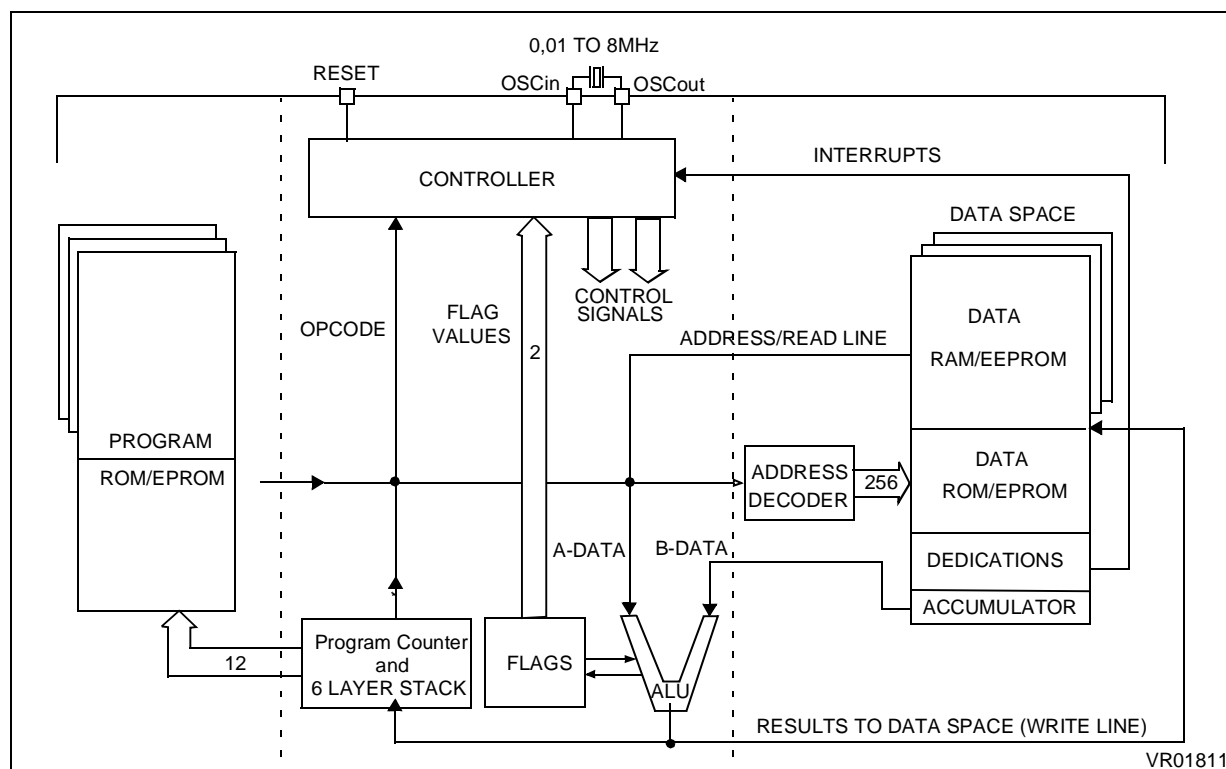 0,01 TO 8MHz
RESET
OSCin
OSCout
INTERRUPTS
CONTROLLER
DATA SPACE
CONTROL
SIGNALS
OPCODE
FLAG
VALUES
2
ADDRESS/READ LINE
DATA
RAM/EEPROM
PROGRAM
ROM/EPROM
ADDRESS
DECODER
256
DATA
ROM/EPROM
A-DATA
B-DATA
DEDICATIONS
ACCUMULATOR
12
Program Counter
and
6 LAYER STACK
FLAGS
ALU
RESULTS TO DATA SPACE (WRITE LINE)
VR01811